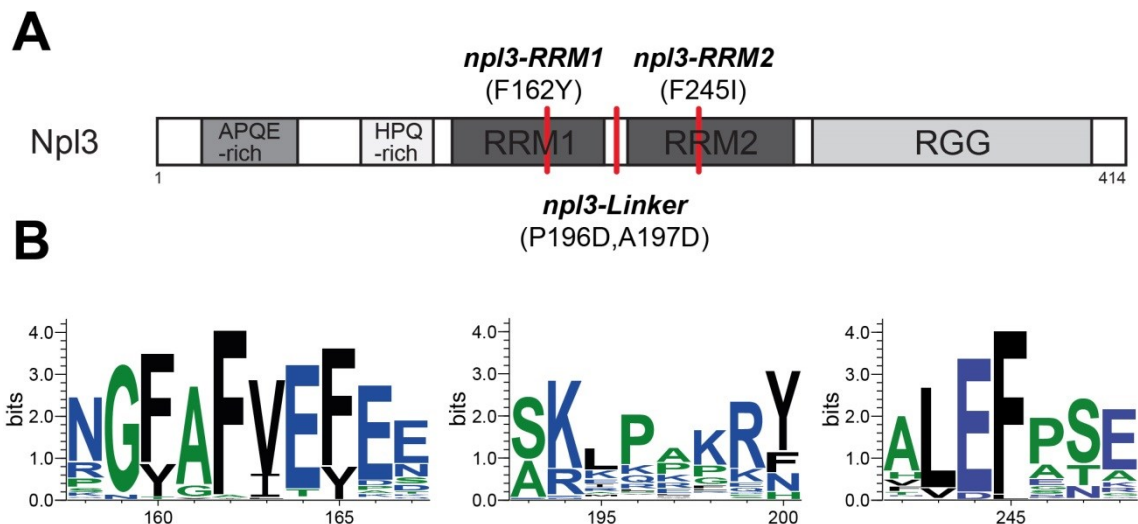 A
npl3-RRM1 npl3-RRM2
(F162Y) (F245I)
Npl3 APQE-rich HPQ-rich RRM1 RRM2 RGG
1 414
npl3-Linker
(P196D,A197D)
B
4.0 4.0 4.0
3.0 3.0 3.0
bits 2.0 bits 2.0 bits 2.0
1.0 1.0 1.0
0.0 0.0 0.0
NGFAFVEFEE SKLPAKRY ALEFPSE
160 165 195 200 245